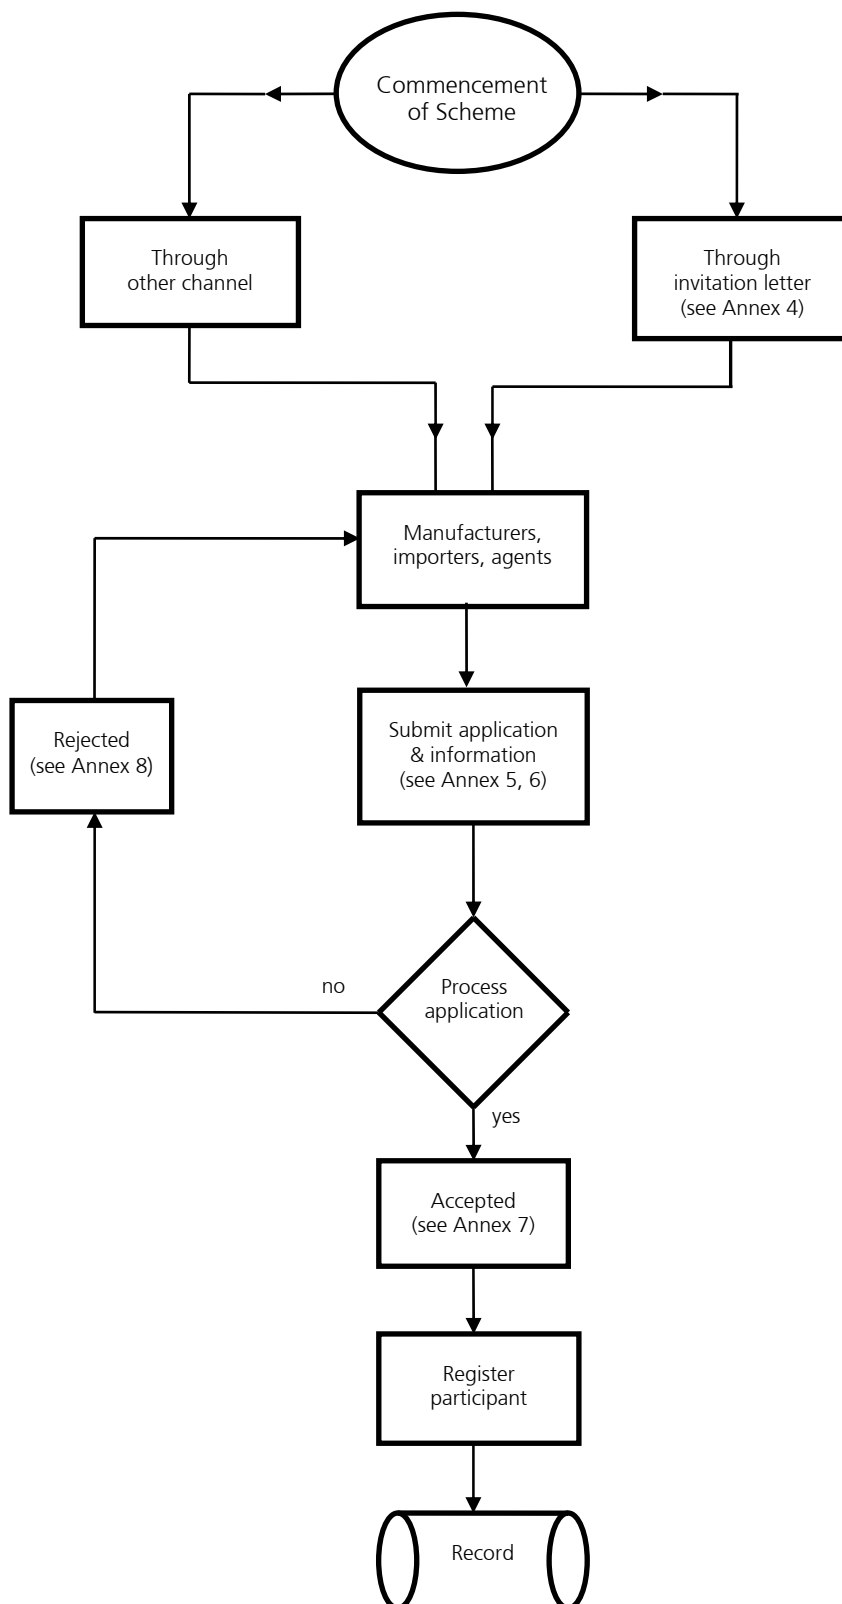 Commencement
of Scheme
Through
other channel
Through
invitation letter
(see Annex 4)
Manufacturers,
importers, agents
Rejected
(see Annex 8)
Submit application
& information
(see Annex 5, 6)
no
Process
application
yes
Accepted
(see Annex 7)
Register
participant
Record